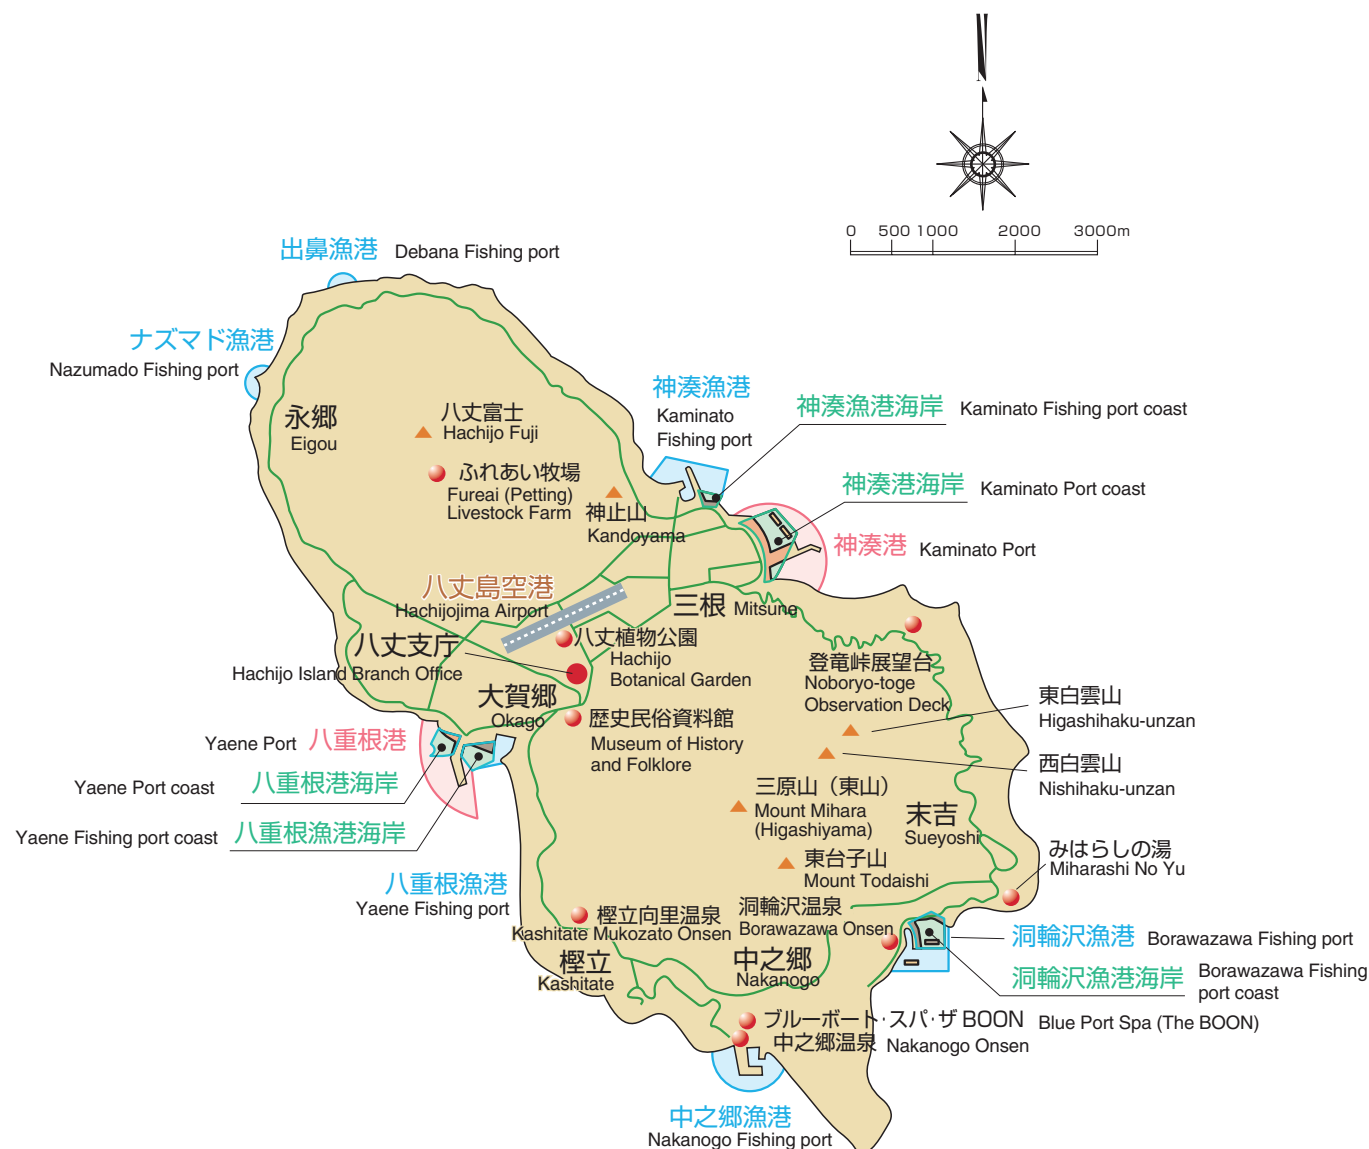 N
0 500 1000 2000 3000m
出鼻漁港 Debana Fishing port
ナズマド漁港
Nazumado Fishing port
永郷
Eigou
八丈富士
Hachijo Fuji
ふれあい牧場
Fureai (Petting)
Livestock Farm
神止山
Kandoyama
神湊漁港
Kaminato
Fishing port
神湊漁港海岸 Kaminato Fishing port coast
神湊港海岸 Kaminato Port coast
神湊港 Kaminato Port
八丈島空港
Hachijojima Airport
三根 Mitsune
八丈支庁
Hachijo Island Branch Office
八丈植物公園
Hachijo
Botanical Garden
大賀郷
Okago
歴史民俗資料館
Museum of History
and Folklore
登竜峠展望台
Noboryo-toge
Observation Deck
東白雲山
Higashihaku-unzan
西白雲山
Nishihaku-unzan
Yaene Port 八重根港
Yaene Port coast 八重根港海岸
Yaene Fishing port coast 八重根漁港海岸
八重根漁港
Yaene Fishing port
三原山（東山）
Mount Mihara
(Higashiyama)
末吉
Sueyoshi
東台子山
Mount Todaishi
みはらしの湯
Miharashi No Yu
樫立向里温泉
Kashitate Mukozato Onsen
洞輪沢温泉
Borawazawa Onsen
樫立
Kashitate
中之郷
Nakanogo
洞輪沢漁港 Borawazawa Fishing port
洞輪沢漁港海岸 Borawazawa Fishing
port coast
ブルーポート・スパ・ザ BOON Blue Port Spa (The BOON)
中之郷温泉 Nakanogo Onsen
中之郷漁港
Nakanogo Fishing port